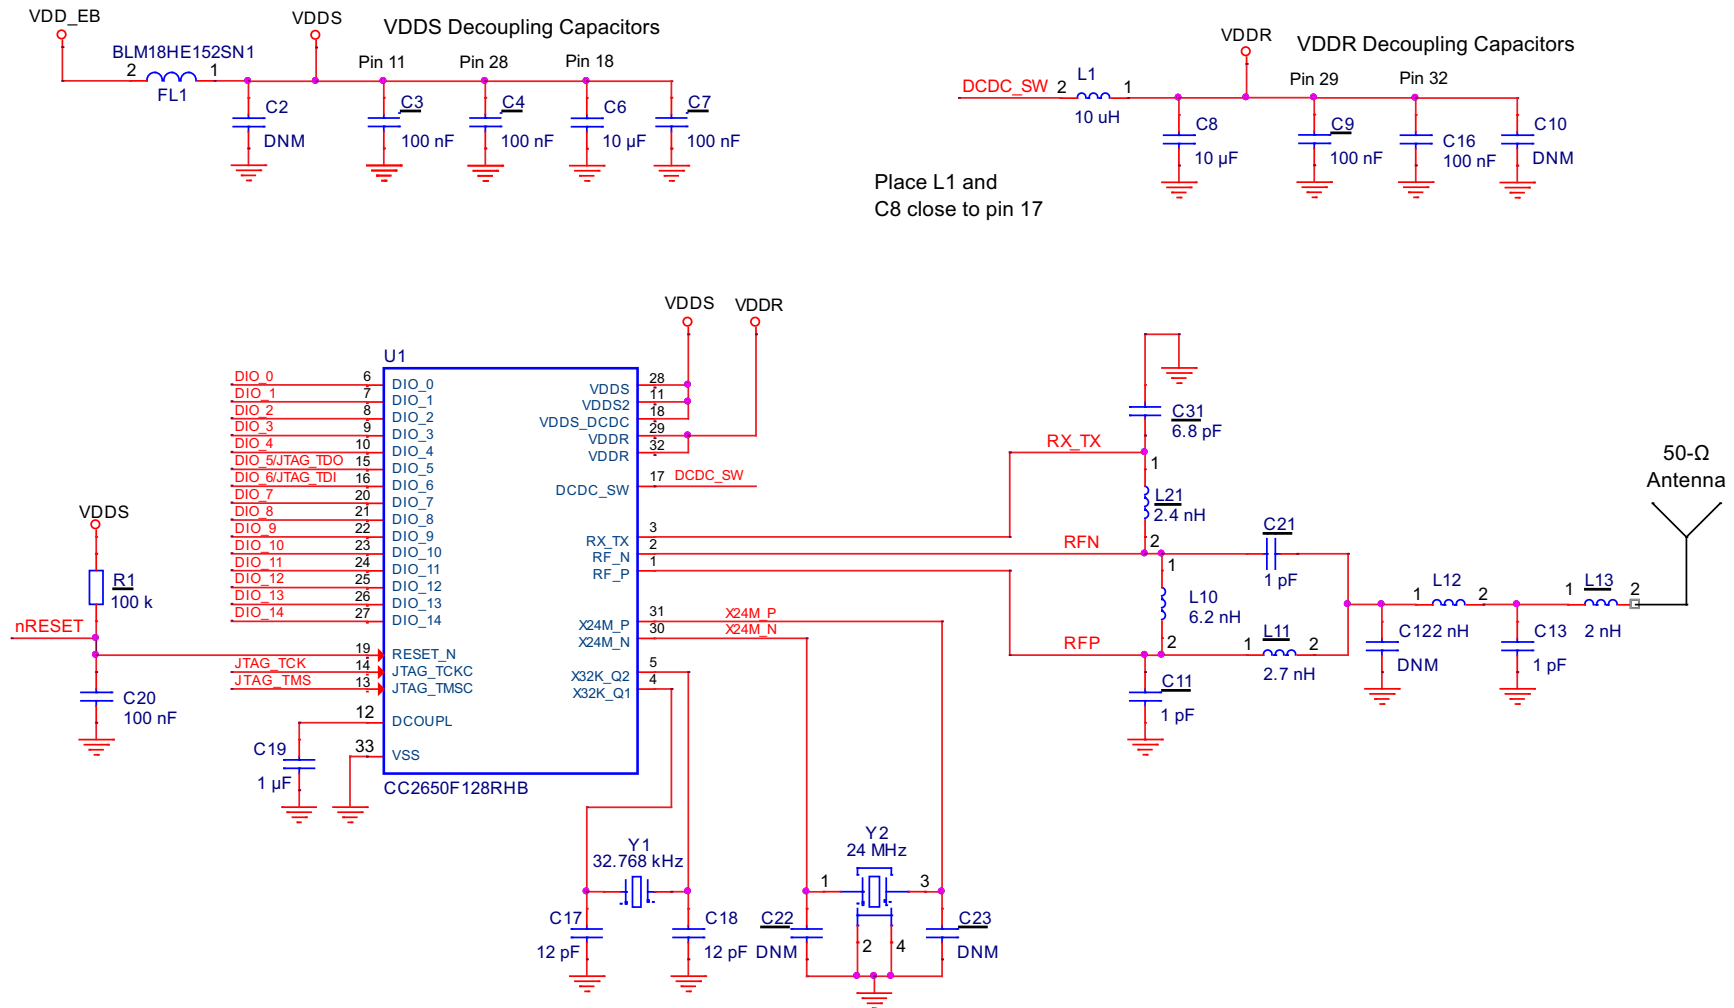 VDD_EB
VDDS
VDDS Decoupling Capacitors
BLM18HE152SN1
2
1
FL1
Pin 11
Pin 28
Pin 18
C2
DNM
C3
100 nF
C4
100 nF
C6
10 µF
C7
100 nF
VDDR
VDDR Decoupling Capacitors
DCDC_SW
2
L1
1
10 uH
Pin 29
Pin 32
C8
10 µF
C9
100 nF
C16
100 nF
C10
DNM
Place L1 and
C8 close to pin 17
VDDS
VDDR
U1
DIO_0 6 DIO_0
DIO_1 7 DIO_1
DIO_2 8 DIO_2
DIO_3 9 DIO_3
DIO_4 10 DIO_4
DIO_5/JTAG_TDO 15 DIO_5
DIO_6/JTAG_TDI 16 DIO_6
DIO_7 20 DIO_7
DIO_8 21 DIO_8
DIO_9 22 DIO_9
DIO_10 23 DIO_10
DIO_11 24 DIO_11
DIO_12 25 DIO_12
DIO_13 26 DIO_13
DIO_14 27 DIO_14
19 RESET_N
JTAG_TCK 14 JTAG_TCKC
JTAG_TMS 13 JTAG_TMSC
12 DCOUPL
33 VSS
VDDS 28
VDDS2 11
VDDS_DCDC 18
VDDR 29
VDDR 32
DCDC_SW 17 DCDC_SW
RX_TX 3
RF_N 2
RF_P 1
X24M_P 31 X24M_P
X24M_N 30 X24M_N
X32K_Q2 5
X32K_Q1 4
CC2650F128RHB
VDDS
R1
100 k
nRESET
C20
100 nF
C19
1 µF
Y1
32.768 kHz
C17
12 pF
C18
12 pF
Y2
24 MHz
1
3
2
4
C22
DNM
C23
DNM
C31
6.8 pF
RX_TX
1
L21
2.4 nH
2
RFN
C21
1 pF
1
L10
6.2 nH
2
RFP
1
L11
2
2.7 nH
C11
1 pF
1
L12
2
C122 nH
DNM
C13
1 pF
1
L13
2
2 nH
50-Ω
Antenna